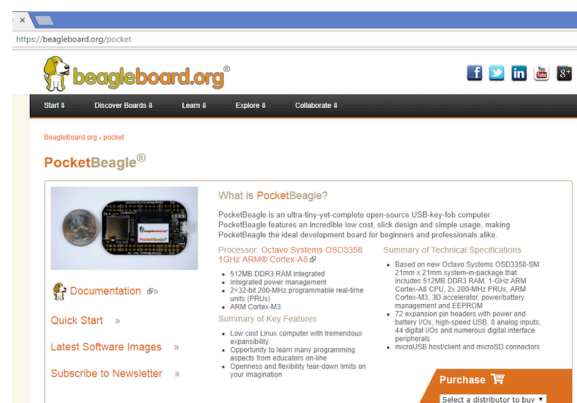 https://beagleboard.org/pocket
beagleboard.org®
Start
Discover Boards
Learn
Explore
Collaborate
BeagleBoard.org › pocket
PocketBeagle®
What is PocketBeagle?
PocketBeagle is an ultra-tiny-yet-complete open-source USB-key-fob computer.
PocketBeagle features an incredible low cost, slick design and simple usage, making
PocketBeagle the ideal development board for beginners and professionals alike.
Processor: Octavo Systems OSD3358
1GHz ARM® Cortex-A8
512MB DDR3 RAM integrated
Integrated power management
2×32-bit 200-MHz programmable real-time
units (PRUs)
ARM Cortex-M3
Summary of Key Features
Low cost Linux computer with tremendous
expansibility
Opportunity to learn many programming
aspects from educators on-line
Openness and flexibility tear-down limits on
your imagination
Summary of Technical Specifications
Based on new Octavo Systems OSD3358-SM
21mm x 21mm system-in-package that
includes 512MB DDR3 RAM, 1-GHz ARM
Cortex-A8 CPU, 2x 200-MHz PRUs, ARM
Cortex-M3, 3D accelerator, power/battery
management and EEPROM
72 expansion pin headers with power and
battery I/Os, high-speed USB, 8 analog inputs,
44 digital I/Os and numerous digital interface
peripherals
microUSB host/client and microSD connectors
PocketBeagle
Documentation »
Quick Start »
Latest Software Images »
Subscribe to Newsletter »
Purchase
Select a distributor to buy